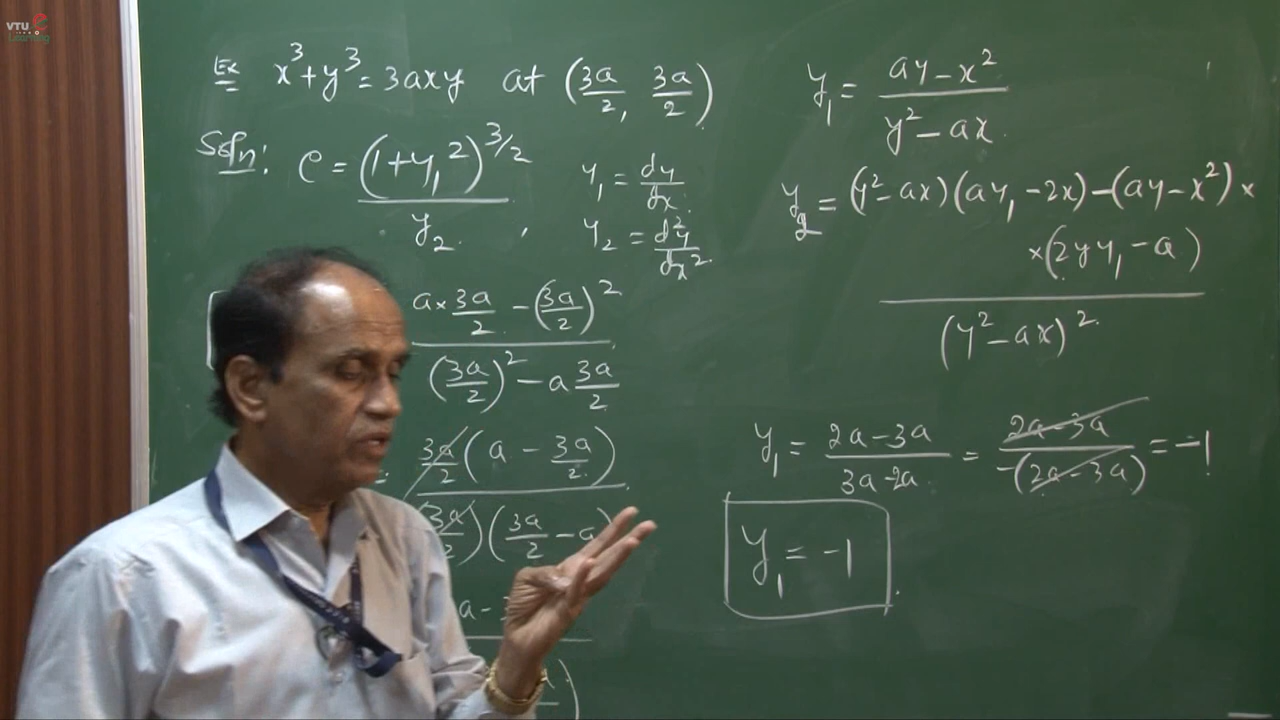 VTU e Learning
Ex x³+y³=3axy at (3a/2, 3a/2)
Soln: ρ = (1+y₁²)^3/2 / y₂ ,
y₁ = dy/dx
y₂ = d²y/dx²
a×3a/2 - (3a/2)² / (3a/2)² - a 3a/2
3a/2 (a - 3a/2) / (3a/2)(3a/2 - a)
a -
y₁ = ay-x² / y²-ax
y₂ = (y²-ax)(ay₁-2x)-(ay-x²)×
×(2yy₁-a)
(y²-ax)²
y₁ = 2a-3a / 3a-2a = 2a-3a / -(2a-3a) = -1
y₁ = -1